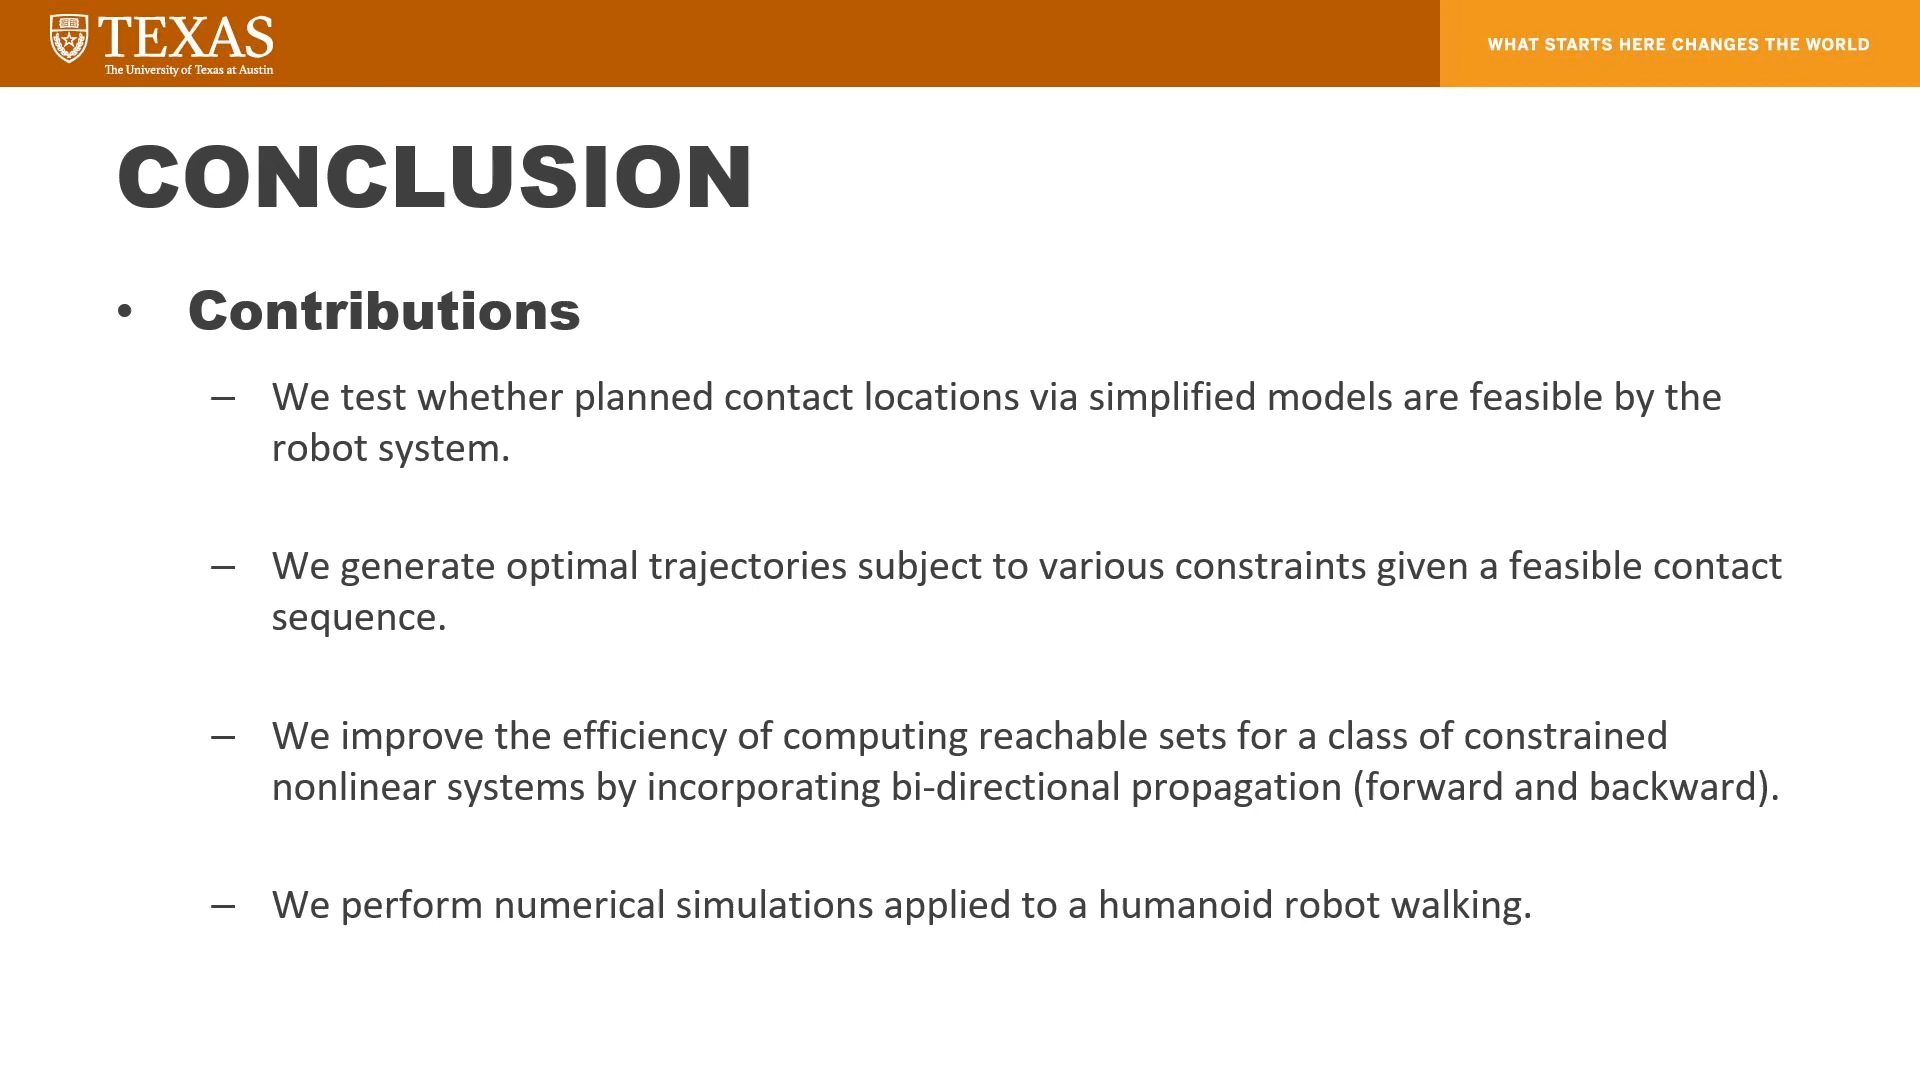 TEXAS
The University of Texas at Austin
WHAT STARTS HERE CHANGES THE WORLD
CONCLUSION
• Contributions
– We test whether planned contact locations via simplified models are feasible by the
robot system.
– We generate optimal trajectories subject to various constraints given a feasible contact
sequence.
– We improve the efficiency of computing reachable sets for a class of constrained
nonlinear systems by incorporating bi-directional propagation (forward and backward).
– We perform numerical simulations applied to a humanoid robot walking.